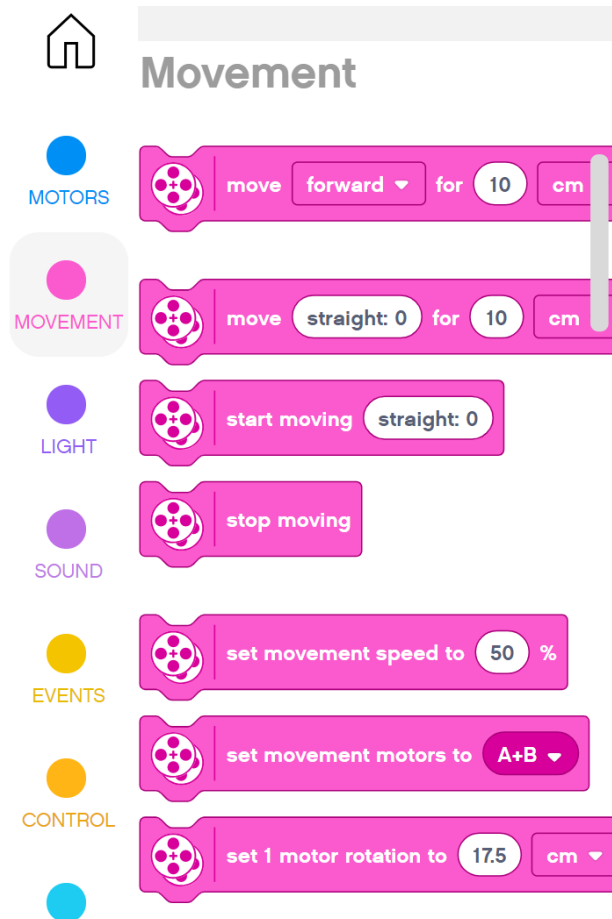 Movement
MOTORS
MOVEMENT
LIGHT
SOUND
EVENTS
CONTROL
move forward for 10 cm
move straight: 0 for 10 cm
start moving straight: 0
stop moving
set movement speed to 50 %
set movement motors to A+B
set 1 motor rotation to 17.5 cm